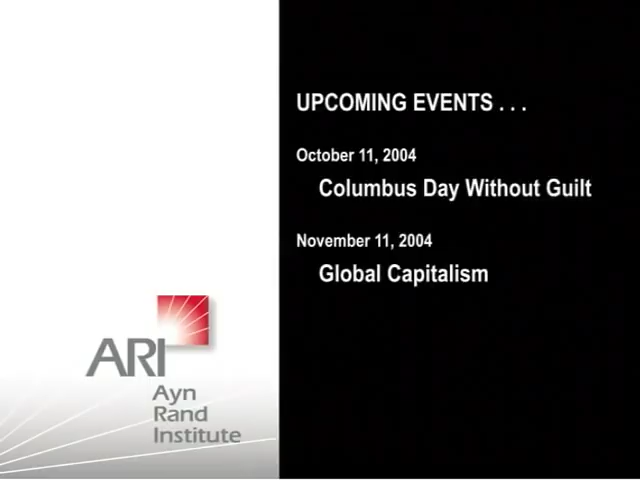 UPCOMING EVENTS . . .
October 11, 2004
Columbus Day Without Guilt
November 11, 2004
Global Capitalism
ARI
Ayn
Rand
Institute